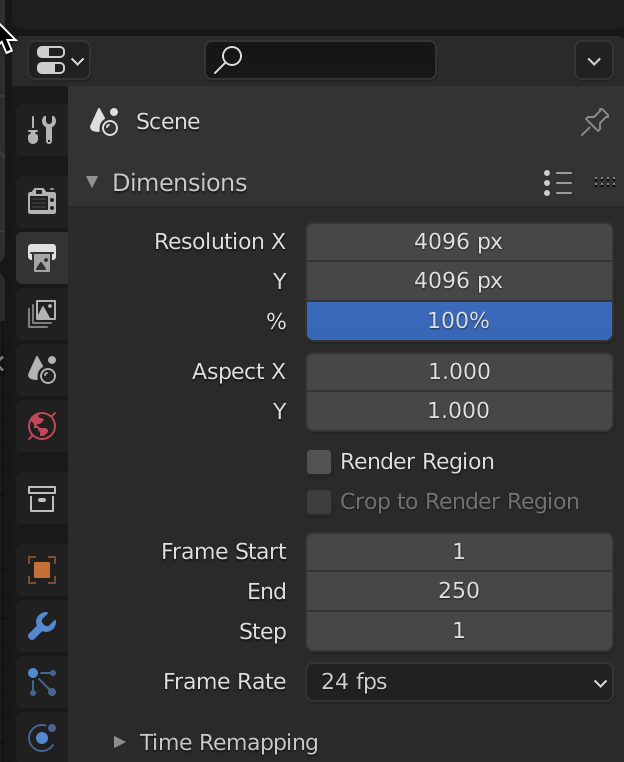 Scene
Dimensions
Resolution X 4096 px
Y 4096 px
% 100%
Aspect X 1.000
Y 1.000
Render Region
Crop to Render Region
Frame Start 1
End 250
Step 1
Frame Rate 24 fps
Time Remapping